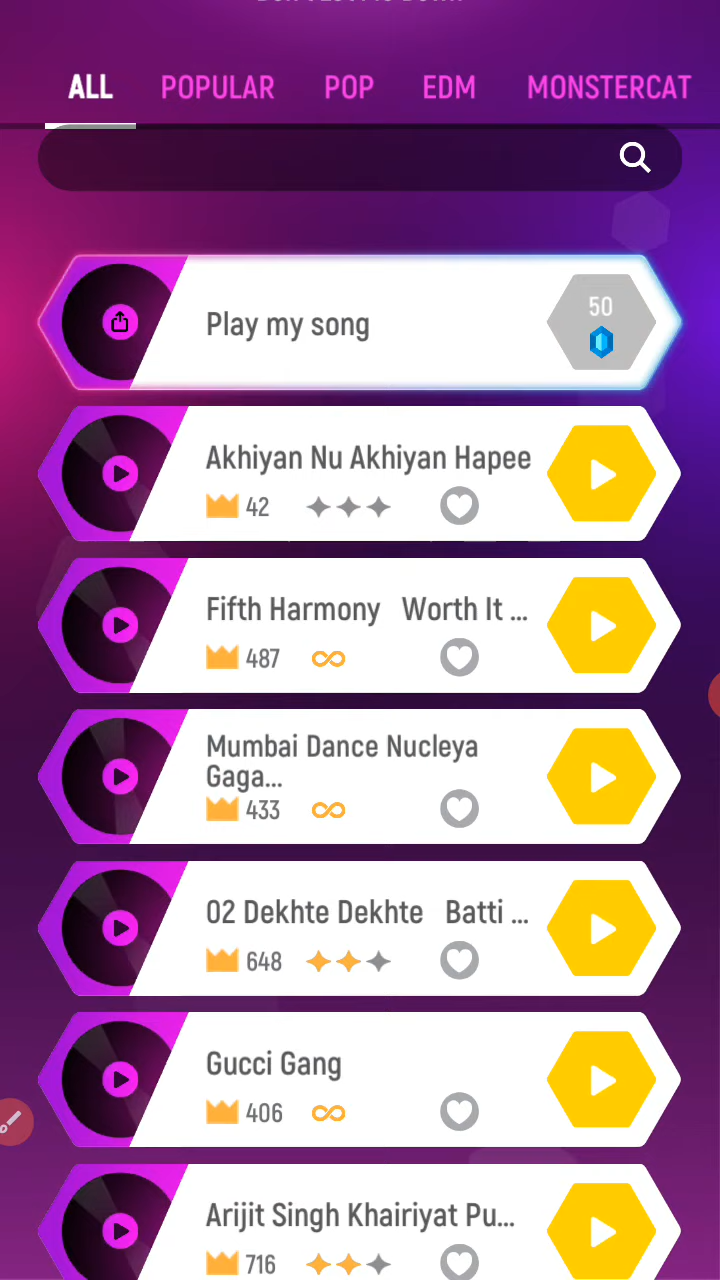 ALL POPULAR POP EDM MONSTERCAT
Play my song
50
Akhiyan Nu Akhiyan Hapee
42
Fifth Harmony Worth It ...
487
Mumbai Dance Nucleya
Gaga...
433
02 Dekhte Dekhte Batti ...
648
Gucci Gang
406
Arijit Singh Khairiyat Pu...
716